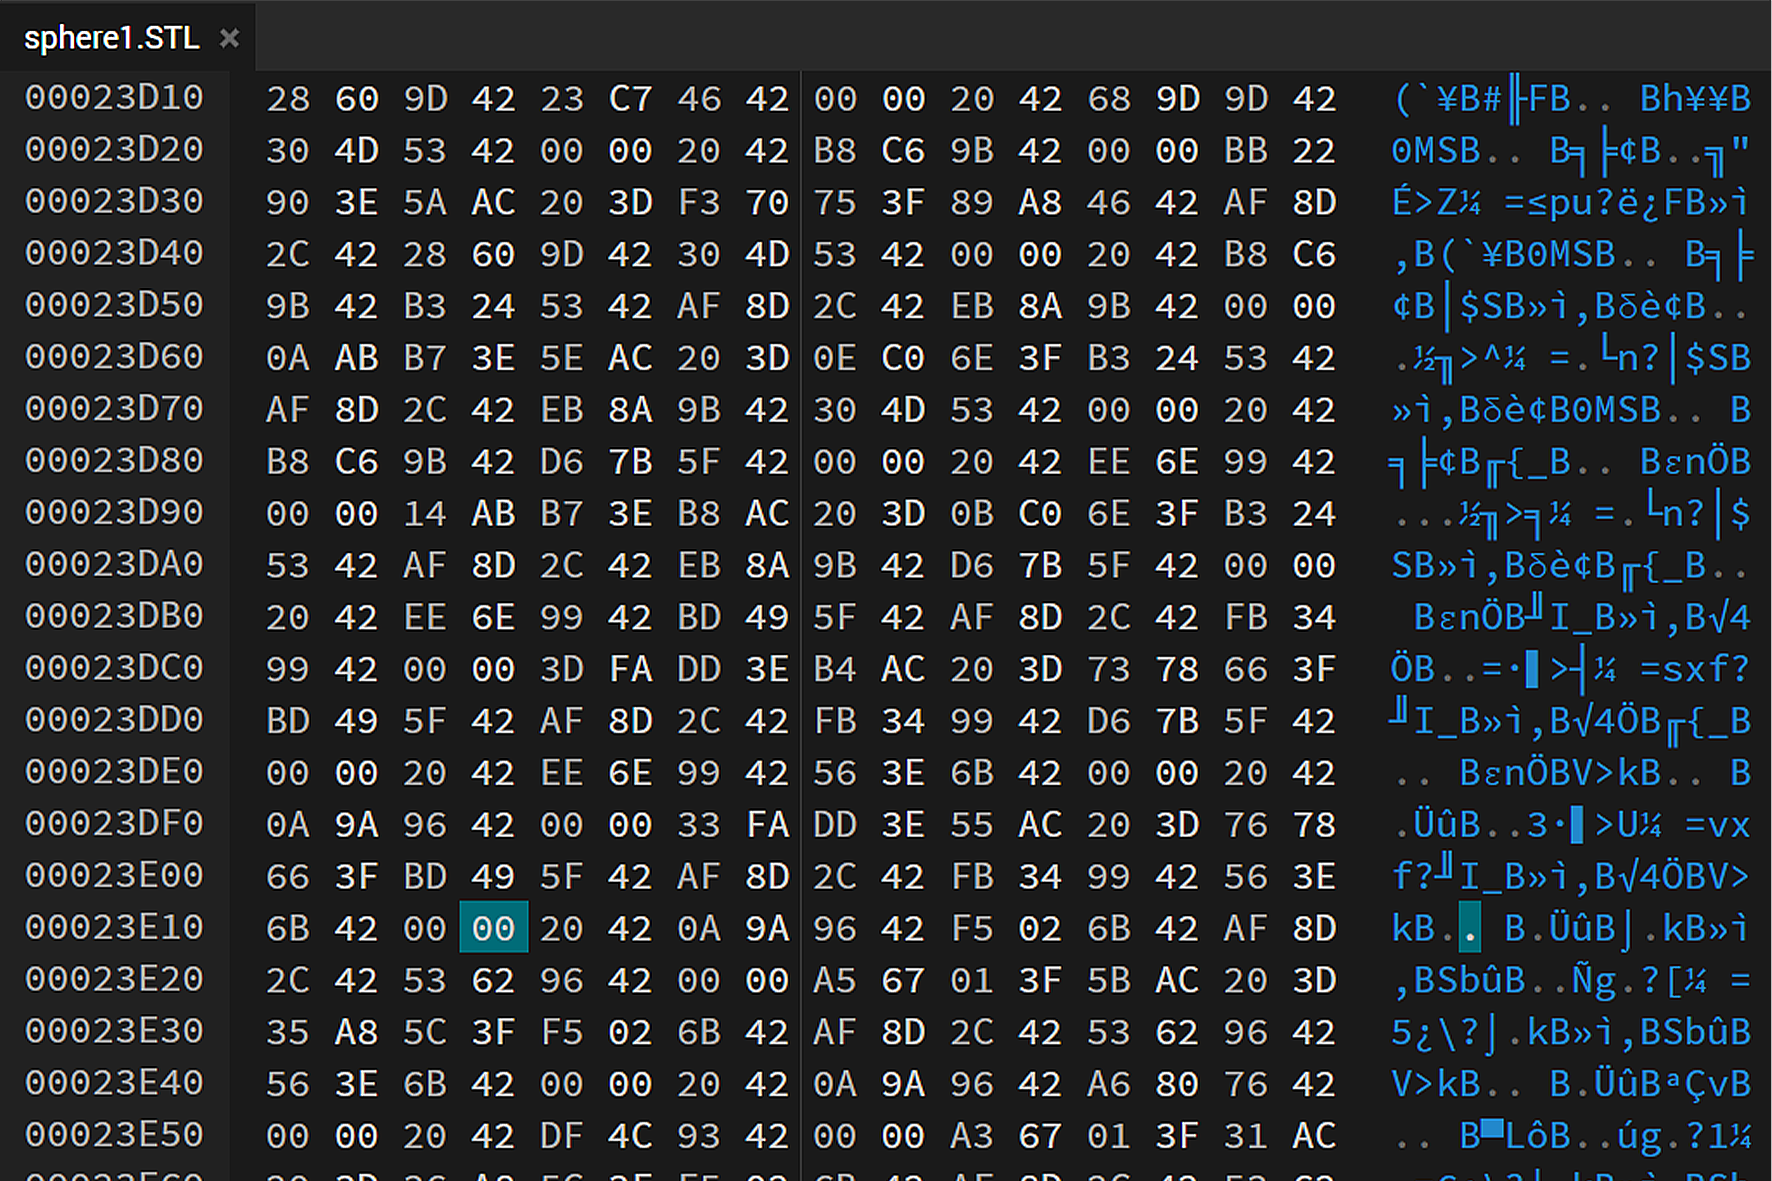 sphere1.STL ×
00023D10 28 60 9D 42 23 C7 46 42 00 00 20 42 68 9D 9D 42 (`¥B#╟FB.. Bh¥¥B
00023D20 30 4D 53 42 00 00 20 42 B8 C6 9B 42 00 00 BB 22 0MSB.. B╕╞¢B..╗"
00023D30 90 3E 5A AC 20 3D F3 70 75 3F 89 A8 46 42 AF 8D É>Z¼ =≤pu?ë¿FB»ì
00023D40 2C 42 28 60 9D 42 30 4D 53 42 00 00 20 42 B8 C6 ,B(`¥B0MSB.. B╕╞
00023D50 9B 42 B3 24 53 42 AF 8D 2C 42 EB 8A 9B 42 00 00 ¢B│$SB»ì,Bδè¢B..
00023D60 0A AB B7 3E 5E AC 20 3D 0E C0 6E 3F B3 24 53 42 .½╖>^¼ =.└n?│$SB
00023D70 AF 8D 2C 42 EB 8A 9B 42 30 4D 53 42 00 00 20 42 »ì,Bδè¢B0MSB.. B
00023D80 B8 C6 9B 42 D6 7B 5F 42 00 00 20 42 EE 6E 99 42 ╕╞¢B╓{_B.. BεnÖB
00023D90 00 00 14 AB B7 3E B8 AC 20 3D 0B C0 6E 3F B3 24 ...½╖>╕¼ =.└n?│$
00023DA0 53 42 AF 8D 2C 42 EB 8A 9B 42 D6 7B 5F 42 00 00 SB»ì,Bδè¢B╓{_B..
00023DB0 20 42 EE 6E 99 42 BD 49 5F 42 AF 8D 2C 42 FB 34  BεnÖB╜I_B»ì,B√4
00023DC0 99 42 00 00 3D FA DD 3E B4 AC 20 3D 73 78 66 3F ÖB..=·▌>┤¼ =sxf?
00023DD0 BD 49 5F 42 AF 8D 2C 42 FB 34 99 42 D6 7B 5F 42 ╜I_B»ì,B√4ÖB╓{_B
00023DE0 00 00 20 42 EE 6E 99 42 56 3E 6B 42 00 00 20 42 .. BεnÖBV>kB.. B
00023DF0 0A 9A 96 42 00 00 33 FA DD 3E 55 AC 20 3D 76 78 .ÜûB..3·▌>U¼ =vx
00023E00 66 3F BD 49 5F 42 AF 8D 2C 42 FB 34 99 42 56 3E f?╜I_B»ì,B√4ÖBV>
00023E10 6B 42 00 00 20 42 0A 9A 96 42 F5 02 6B 42 AF 8D kB.. B.ÜûB⌡.kB»ì
00023E20 2C 42 53 62 96 42 00 00 A5 67 01 3F 5B AC 20 3D ,BSbûB..Ñg.?[¼ =
00023E30 35 A8 5C 3F F5 02 6B 42 AF 8D 2C 42 53 62 96 42 5¿\?⌡.kB»ì,BSbûB
00023E40 56 3E 6B 42 00 00 20 42 0A 9A 96 42 A6 80 76 42 V>kB.. B.ÜûBªÇvB
00023E50 00 00 20 42 DF 4C 93 42 00 00 A3 67 01 3F 31 AC .. B▀LôB..úg.?1¼